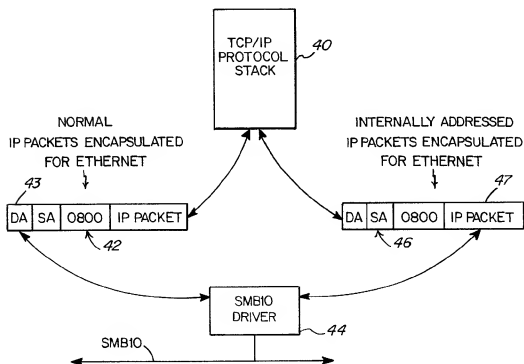 TCP/IP
PROTOCOL
STACK
40
NORMAL
IP PACKETS ENCAPSULATED
FOR ETHERNET
43
DA SA 0800 IP PACKET
42
INTERNALLY ADDRESSED
IP PACKETS ENCAPSULATED
FOR ETHERNET
47
DA SA 0800 IP PACKET
46
SMB10
DRIVER
44
SMB10